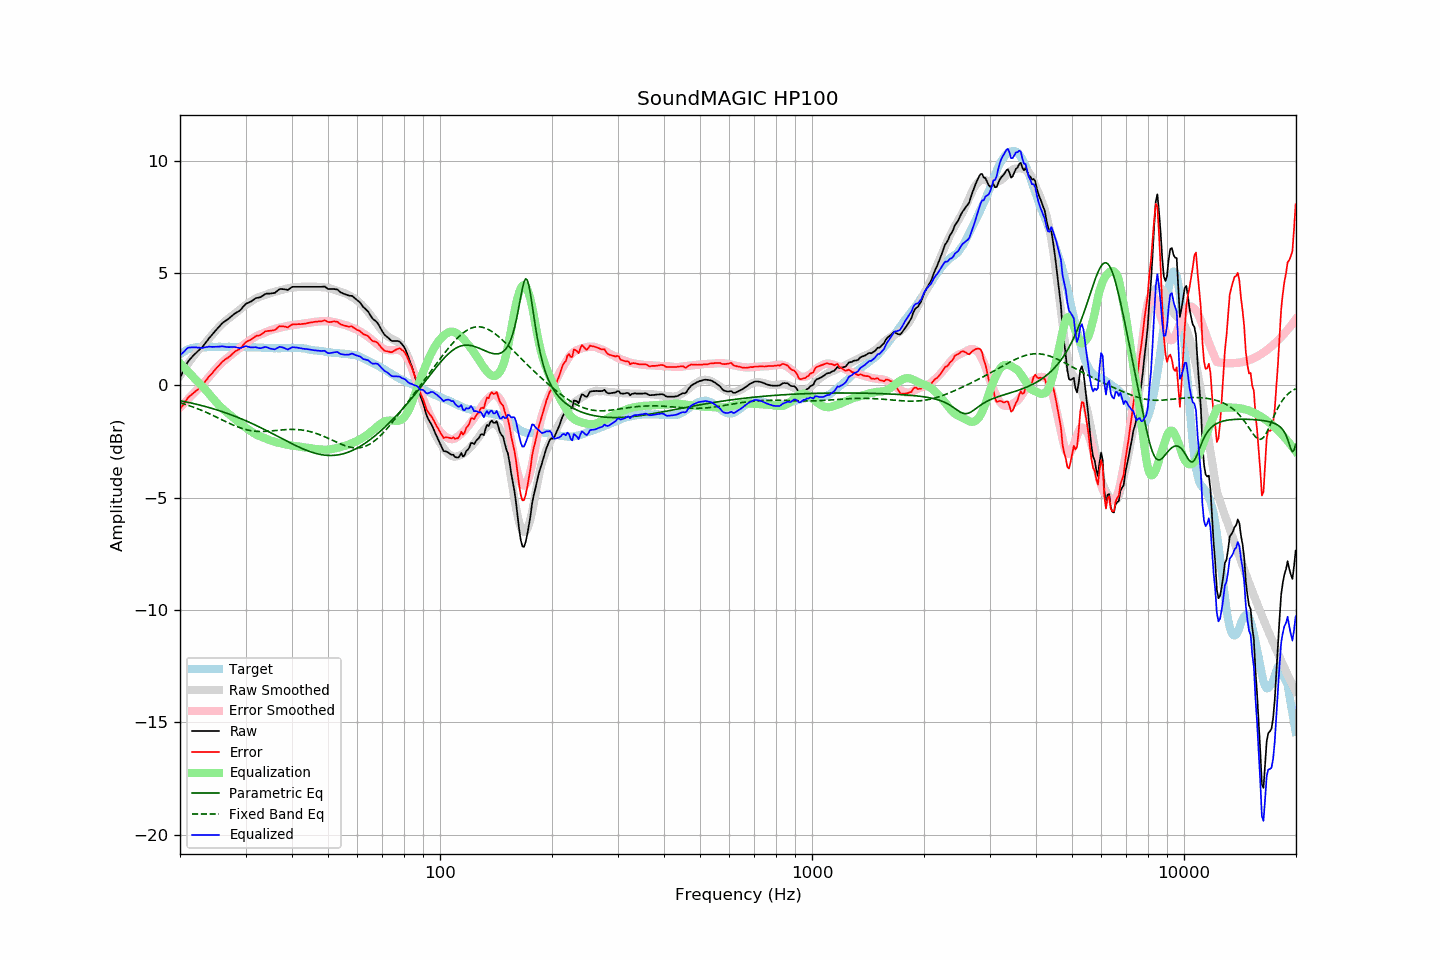 SoundMAGIC HP100
10
5
0
−5
−10
−15
−20
Amplitude (dBr)
Target
Raw Smoothed
Error Smoothed
Raw
Error
Equalization
Parametric Eq
Fixed Band Eq
Equalized
100
1000
10000
Frequency (Hz)